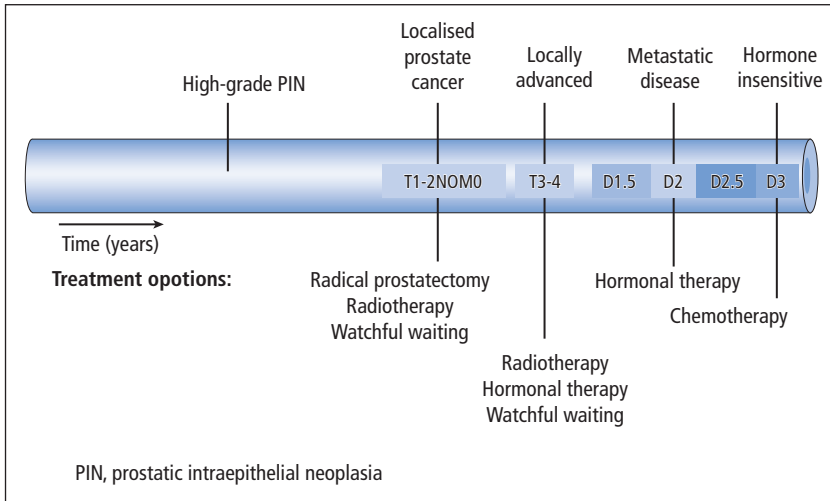 Localised
prostate
cancer
Locally
advanced
Metastatic
disease
Hormone
insensitive
High-grade PIN
T1-2NOM0
T3-4
D1.5
D2
D2.5
D3
Time (years)
Treatment opotions:
Radical prostatectomy
Radiotherapy
Watchful waiting
Radiotherapy
Hormonal therapy
Watchful waiting
Hormonal therapy
Chemotherapy
PIN, prostatic intraepithelial neoplasia